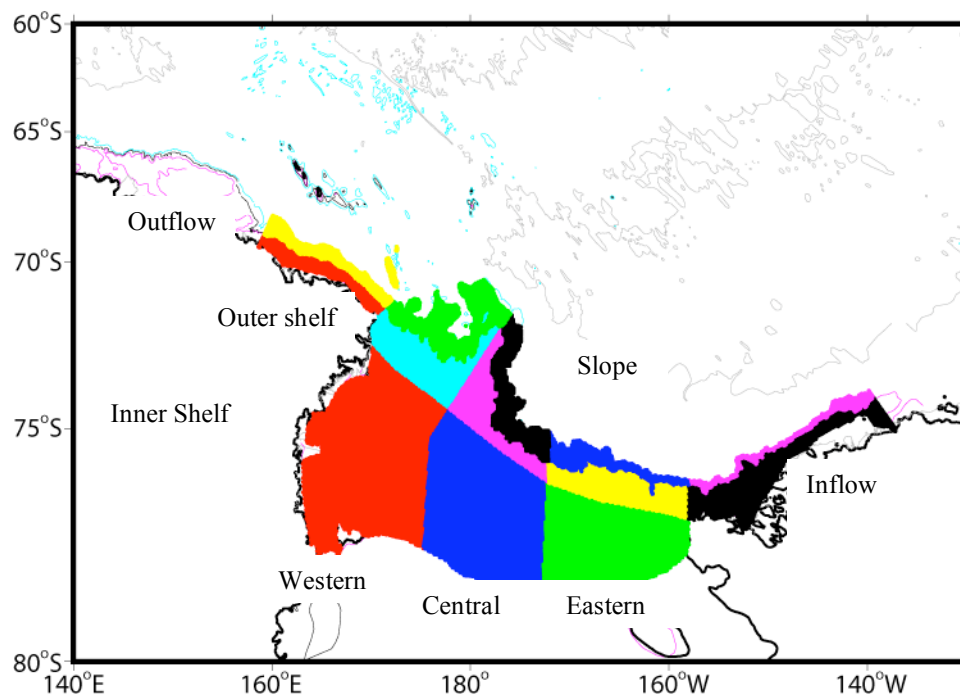 60°S
65°S
Outflow
70°S
Outer shelf
Slope
Inner Shelf
75°S
Inflow
Western
Central
Eastern
80°S
140°E
160°E
180°
160°W
140°W